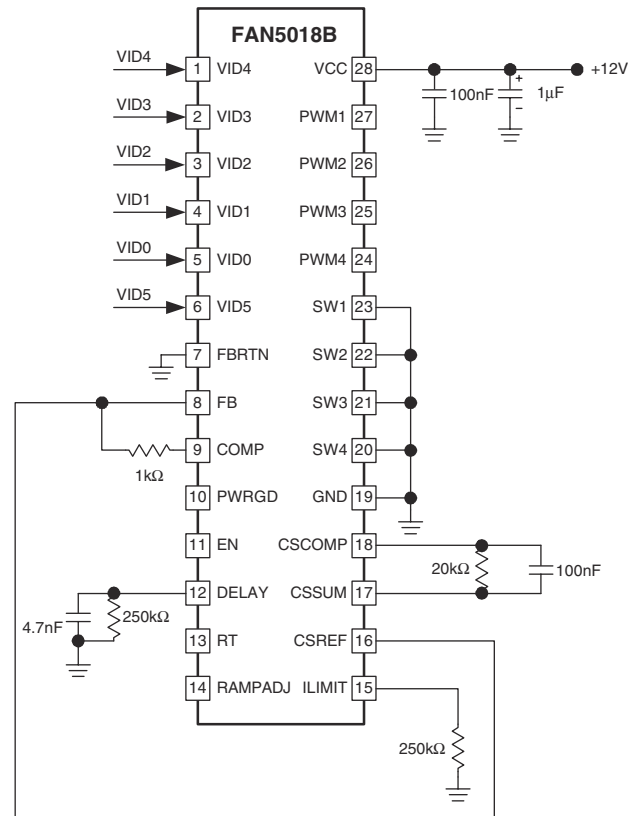 FAN5018B
VID4
1 VID4
VCC 28
+12V
100nF
+
1µF
–
VID3
2 VID3
PWM1 27
VID2
3 VID2
PWM2 26
VID1
4 VID1
PWM3 25
VID0
5 VID0
PWM4 24
VID5
6 VID5
SW1 23
7 FBRTN
SW2 22
8 FB
SW3 21
9 COMP
SW4 20
1kΩ
10 PWRGD
GND 19
11 EN
CSCOMP 18
20kΩ
100nF
12 DELAY
CSSUM 17
4.7nF
250kΩ
13 RT
CSREF 16
14 RAMPADJ
ILIMIT 15
250kΩ